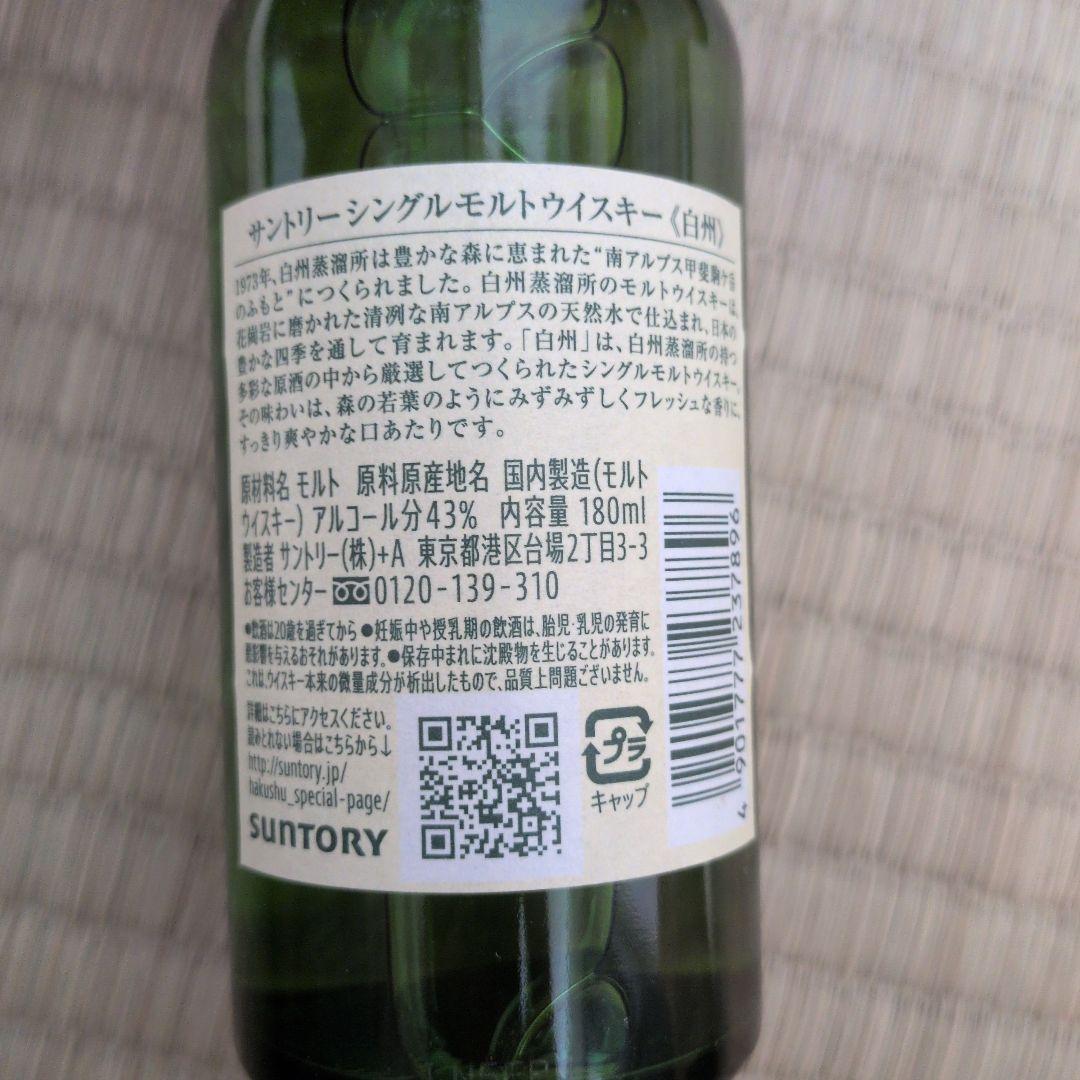 サントリー シングルモルトウイスキー《白州》
1973年、白州蒸溜所は豊かな森に恵まれた“南アルプス甲斐駒ケ岳
のふもと”につくられました。白州蒸溜所のモルトウイスキーは、
花崗岩に磨かれた清冽な南アルプスの天然水で仕込まれ、日本の
豊かな四季を通して育まれます。「白州」は、白州蒸溜所の持つ
多彩な原酒の中から厳選してつくられたシングルモルトウイスキー。
その味わいは、森の若葉のようにみずみずしくフレッシュな香りに、
すっきり爽やかな口あたりです。
原材料名 モルト 原料原産地名 国内製造(モルト
ウイスキー) アルコール分43% 内容量 180ml
製造者 サントリー(株)+A 東京都港区台場2丁目3-3
お客様センター 0120-139-310
●飲酒は20歳を過ぎてから ●妊娠中や授乳期の飲酒は、胎児・乳児の発育に
悪影響を与えるおそれがあります。●保存中まれに沈殿物を生じることがあります。
これは、ウイスキー本来の微量成分が析出したもので、品質上問題ございません。
詳細はこちらにアクセスください。
読みとれない場合はこちらから↓
http://suntory.jp/
hakushu_special-page/
SUNTORY
プラ
キャップ
4 901777 237896